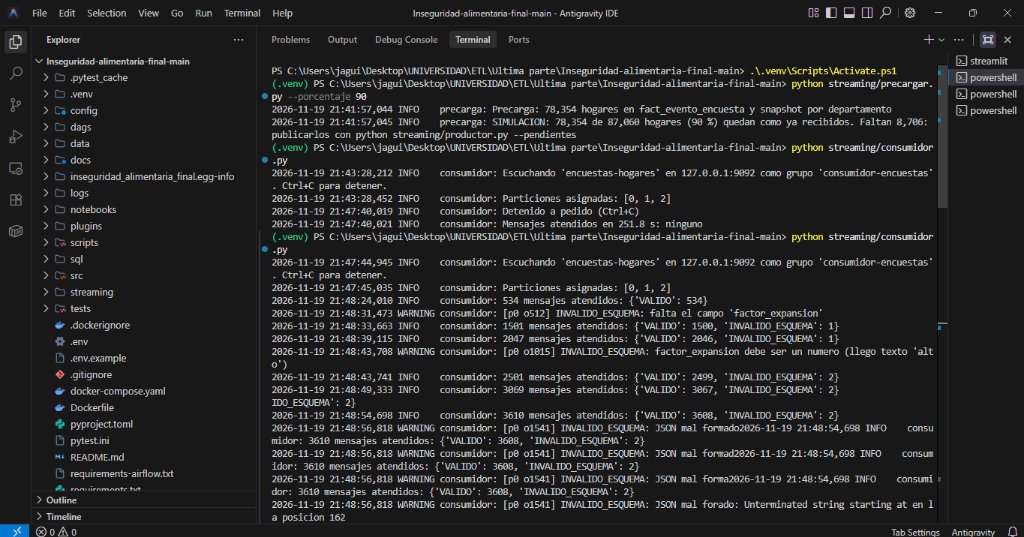 File Edit Selection View Go Run Terminal Help
Inseguridad-alimentaria-final-main - Antigravity IDE
Explorer
Inseguridad-alimentaria-final-main
.pytest_cache
.venv
config
dags
data
docs
inseguridad_alimentaria_final.egg-info
logs
notebooks
plugins
scripts
sql
src
streaming
tests
.dockerignore
.env
.env.example
.gitignore
docker-compose.yaml
Dockerfile
pyproject.toml
pytest.ini
README.md
requirements-airflow.txt
requirements.txt
Outline
Timeline
Problems Output Debug Console Terminal Ports
PS C:\Users\jagui\Desktop\UNIVERSIDAD\ETL\Ultima parte\Inseguridad-alimentaria-final-main> .\.venv\Scripts\Activate.ps1
(.venv) PS C:\Users\jagui\Desktop\UNIVERSIDAD\ETL\Ultima parte\Inseguridad-alimentaria-final-main> python streaming/precargar.
py --porcentaje 90
2026-11-19 21:41:57,044 INFO precarga: Precarga: 78,354 hogares en fact_evento_encuesta y snapshot por departamento
2026-11-19 21:41:57,045 INFO precarga: SIMULACION: 78,354 de 87,060 hogares (90 %) quedan como ya recibidos. Faltan 8,706:
publicarlos con python streaming/productor.py --pendientes
(.venv) PS C:\Users\jagui\Desktop\UNIVERSIDAD\ETL\Ultima parte\Inseguridad-alimentaria-final-main> python streaming/consumidor
.py
2026-11-19 21:43:28,212 INFO consumidor: Escuchando 'encuestas-hogares' en 127.0.0.1:9092 como grupo 'consumidor-encuestas'
. Ctrl+C para detener.
2026-11-19 21:43:28,452 INFO consumidor: Particiones asignadas: [0, 1, 2]
2026-11-19 21:47:40,019 INFO consumidor: Detenido a pedido (Ctrl+C)
2026-11-19 21:47:40,021 INFO consumidor: Mensajes atendidos en 251.8 s: ninguno
(.venv) PS C:\Users\jagui\Desktop\UNIVERSIDAD\ETL\Ultima parte\Inseguridad-alimentaria-final-main> python streaming/consumidor
.py
2026-11-19 21:47:44,945 INFO consumidor: Escuchando 'encuestas-hogares' en 127.0.0.1:9092 como grupo 'consumidor-encuestas'
. Ctrl+C para detener.
2026-11-19 21:47:45,035 INFO consumidor: Particiones asignadas: [0, 1, 2]
2026-11-19 21:48:24,010 INFO consumidor: 534 mensajes atendidos: {'VALIDO': 534}
2026-11-19 21:48:31,473 WARNING consumidor: [p0 o512] INVALIDO_ESQUEMA: falta el campo 'factor_expansion'
2026-11-19 21:48:33,663 INFO consumidor: 1501 mensajes atendidos: {'VALIDO': 1500, 'INVALIDO_ESQUEMA': 1}
2026-11-19 21:48:39,115 INFO consumidor: 2047 mensajes atendidos: {'VALIDO': 2046, 'INVALIDO_ESQUEMA': 1}
2026-11-19 21:48:43,708 WARNING consumidor: [p0 o1015] INVALIDO_ESQUEMA: factor_expansion debe ser un numero (llego texto 'alt
o')
2026-11-19 21:48:43,741 INFO consumidor: 2501 mensajes atendidos: {'VALIDO': 2499, 'INVALIDO_ESQUEMA': 2}
2026-11-19 21:48:49,333 INFO consumidor: 3069 mensajes atendidos: {'VALIDO': 3067, 'INVALIDO_ESQUEMA': 2}
IDO_ESQUEMA': 2}
2026-11-19 21:48:54,698 INFO consumidor: 3610 mensajes atendidos: {'VALIDO': 3608, 'INVALIDO_ESQUEMA': 2}
2026-11-19 21:48:56,818 WARNING consumidor: [p0 o1541] INVALIDO_ESQUEMA: JSON mal formado2026-11-19 21:48:54,698 INFO consu
midor: 3610 mensajes atendidos: {'VALIDO': 3608, 'INVALIDO_ESQUEMA': 2}
2026-11-19 21:48:56,818 WARNING consumidor: [p0 o1541] INVALIDO_ESQUEMA: JSON mal formad2026-11-19 21:48:54,698 INFO consum
idor: 3610 mensajes atendidos: {'VALIDO': 3608, 'INVALIDO_ESQUEMA': 2}
2026-11-19 21:48:56,818 WARNING consumidor: [p0 o1541] INVALIDO_ESQUEMA: JSON mal forma2026-11-19 21:48:54,698 INFO consumi
dor: 3610 mensajes atendidos: {'VALIDO': 3608, 'INVALIDO_ESQUEMA': 2}
2026-11-19 21:48:56,818 WARNING consumidor: [p0 o1541] INVALIDO_ESQUEMA: JSON mal forado: Unterminated string starting at en l
a posicion 162
streamlit
powershell
powershell
powershell
0 0
Tab Settings Antigravity